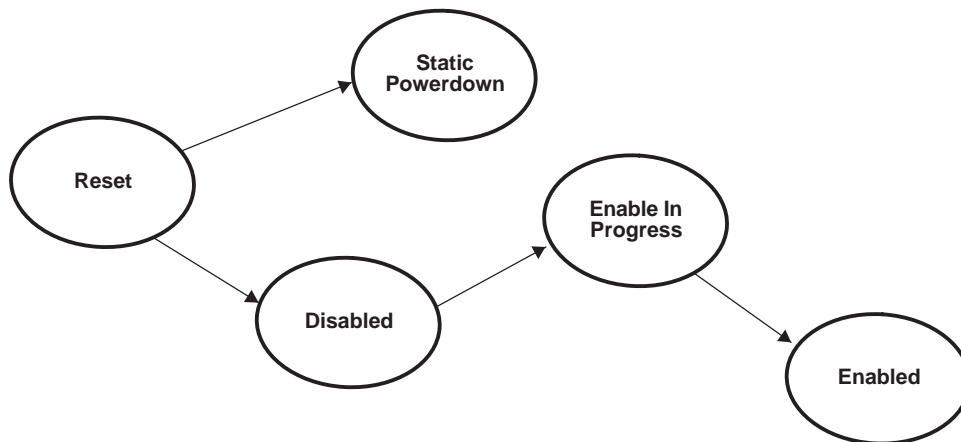 Static
Powerdown
Reset
Enable In
Progress
Disabled
Enabled